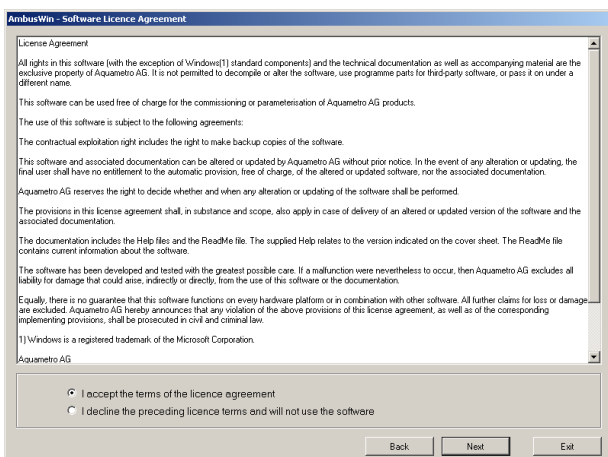 AmbusWin - Software Licence Agreement
License Agreement
All rights in this software (with the exception of Windows(1) standard components) and the technical documentation as well as accompanying material are the
exclusive property of Aquametro AG. It is not permitted to decompile or alter the software, use programme parts for third-party software, or pass it on under a
different name.
This software can be used free of charge for the commissioning or parameterisation of Aquametro AG products.
The use of this software is subject to the following agreements:
The contractual exploitation right includes the right to make backup copies of the software.
This software and associated documentation can be altered or updated by Aquametro AG without prior notice. In the event of any alteration or updating, the
final user shall have no entitlement to the automatic provision, free of charge, of the altered or updated software, nor the associated documentation.
Aquametro AG reserves the right to decide whether and when any alteration or updating of the software shall be performed.
The provisions in this license agreement shall, in substance and scope, also apply in case of delivery of an altered or updated version of the software and the
associated documentation.
The documentation includes the Help files and the ReadMe file. The supplied Help relates to the version indicated on the cover sheet. The ReadMe file
contains current information about the software.
The software has been developed and tested with the greatest possible care. If a malfunction were nevertheless to occur, then Aquametro AG excludes all
liability for damage that could arise, indirectly or directly, from the use of this software or the documentation.
Equally, there is no guarantee that this software functions on every hardware platform or in combination with other software. All further claims for loss or damage
are excluded. Aquametro AG hereby announces that any violation of the above provisions of this license agreement, as well as of the corresponding
implementing provisions, shall be prosecuted in civil and criminal law.
1) Windows is a registered trademark of the Microsoft Corporation.
Aquametro AG
I accept the terms of the licence agreement
I decline the preceding licence terms and will not use the software
Back Next Exit